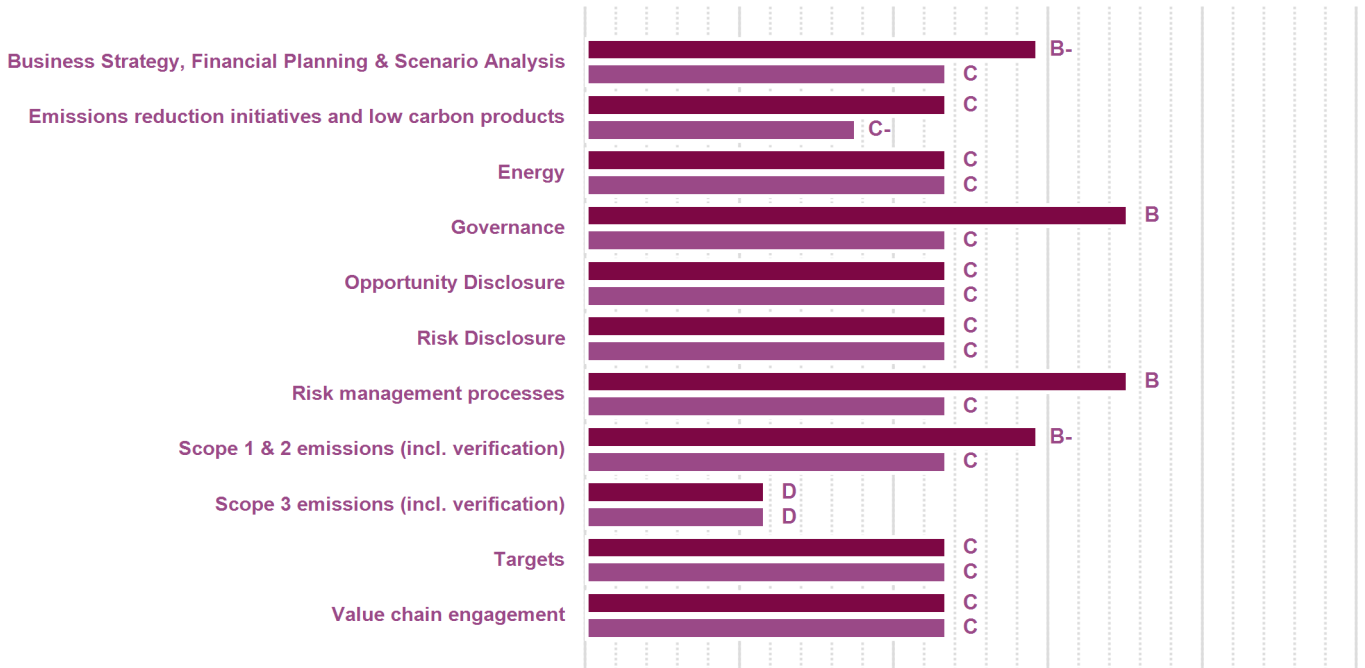 Business Strategy, Financial Planning & Scenario Analysis
B-
C
Emissions reduction initiatives and low carbon products
C
C-
Energy
C
C
Governance
B
C
Opportunity Disclosure
C
C
Risk Disclosure
C
C
Risk management processes
B
C
Scope 1 & 2 emissions (incl. verification)
B-
C
Scope 3 emissions (incl. verification)
D
D
Targets
C
C
Value chain engagement
C
C